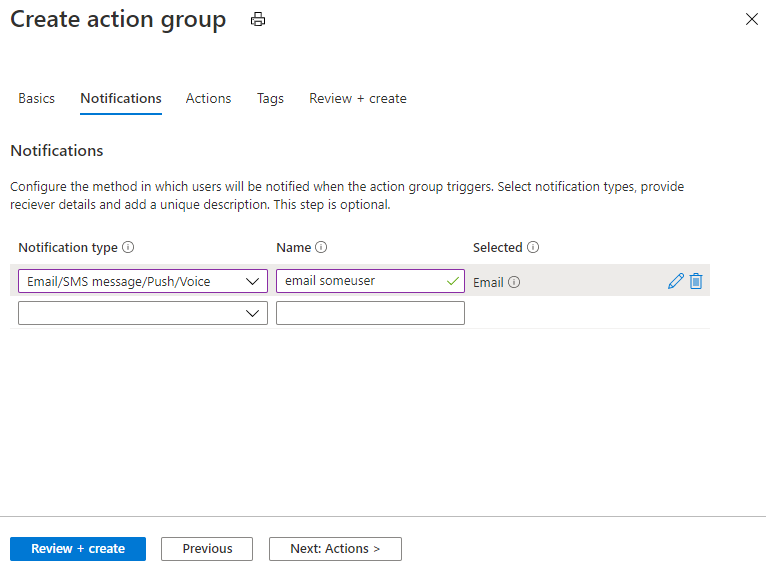 Create action group
Basics Notifications Actions Tags Review + create
Notifications
Configure the method in which users will be notified when the action group triggers. Select notification types, provide
reciever details and add a unique description. This step is optional.
Notification type Name Selected
Email/SMS message/Push/Voice email someuser Email
Review + create Previous Next: Actions >